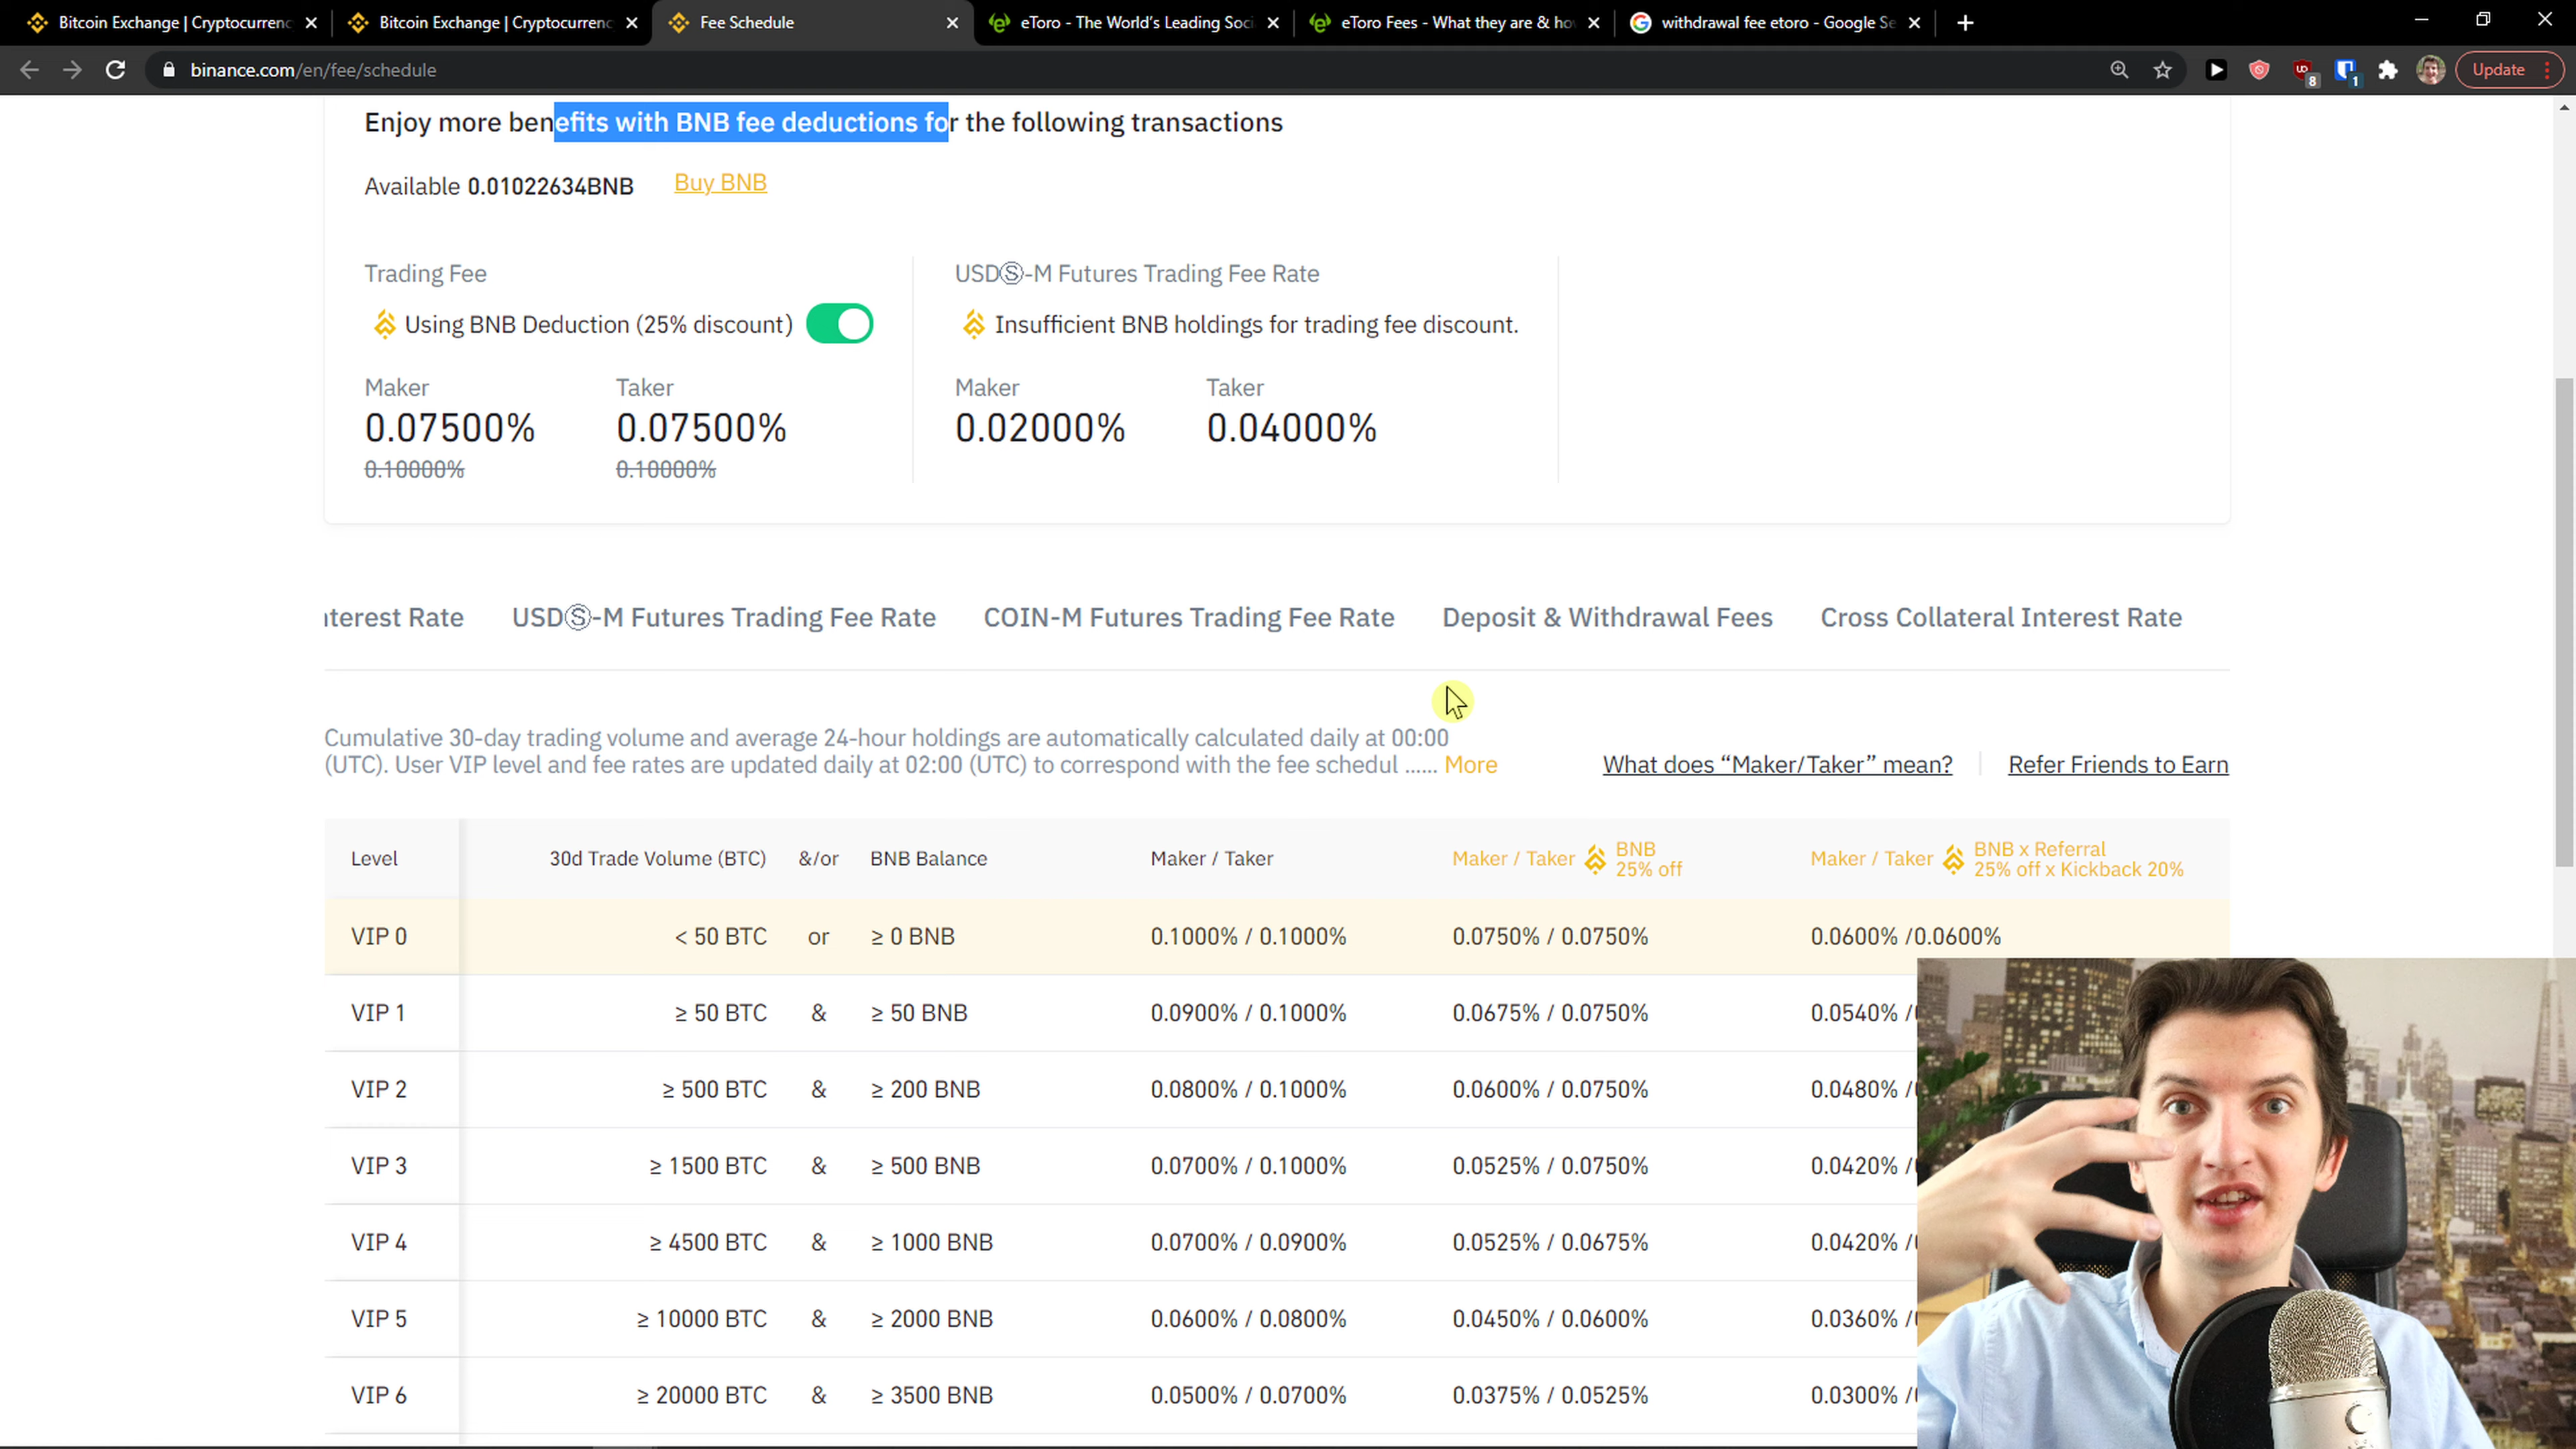 Bitcoin Exchange | Cryptocurrenc
Bitcoin Exchange | Cryptocurrenc
Fee Schedule
eToro - The World's Leading Soci
eToro Fees - What they are & ho
withdrawal fee etoro - Google Se
binance.com/en/fee/schedule
8
1
Update
Enjoy more benefits with BNB fee deductions for the following transactions
Available 0.01022634BNB Buy BNB
Trading Fee
Using BNB Deduction (25% discount)
Maker Taker
0.07500% 0.07500%
0.10000% 0.10000%
USDⓈ-M Futures Trading Fee Rate
Insufficient BNB holdings for trading fee discount.
Maker Taker
0.02000% 0.04000%
nterest Rate USDⓈ-M Futures Trading Fee Rate COIN-M Futures Trading Fee Rate Deposit & Withdrawal Fees Cross Collateral Interest Rate
Cumulative 30-day trading volume and average 24-hour holdings are automatically calculated daily at 00:00
(UTC). User VIP level and fee rates are updated daily at 02:00 (UTC) to correspond with the fee schedul ...... More
What does “Maker/Taker” mean? Refer Friends to Earn
Level 30d Trade Volume (BTC) &/or BNB Balance Maker / Taker Maker / Taker BNB 25% off Maker / Taker BNB x Referral 25% off x Kickback 20%
VIP 0 < 50 BTC or ≥ 0 BNB 0.1000% / 0.1000% 0.0750% / 0.0750% 0.0600% /0.0600%
VIP 1 ≥ 50 BTC & ≥ 50 BNB 0.0900% / 0.1000% 0.0675% / 0.0750% 0.0540% /
VIP 2 ≥ 500 BTC & ≥ 200 BNB 0.0800% / 0.1000% 0.0600% / 0.0750% 0.0480% /
VIP 3 ≥ 1500 BTC & ≥ 500 BNB 0.0700% / 0.1000% 0.0525% / 0.0750% 0.0420% /
VIP 4 ≥ 4500 BTC & ≥ 1000 BNB 0.0700% / 0.0900% 0.0525% / 0.0675% 0.0420% /
VIP 5 ≥ 10000 BTC & ≥ 2000 BNB 0.0600% / 0.0800% 0.0450% / 0.0600% 0.0360% /
VIP 6 ≥ 20000 BTC & ≥ 3500 BNB 0.0500% / 0.0700% 0.0375% / 0.0525% 0.0300% /